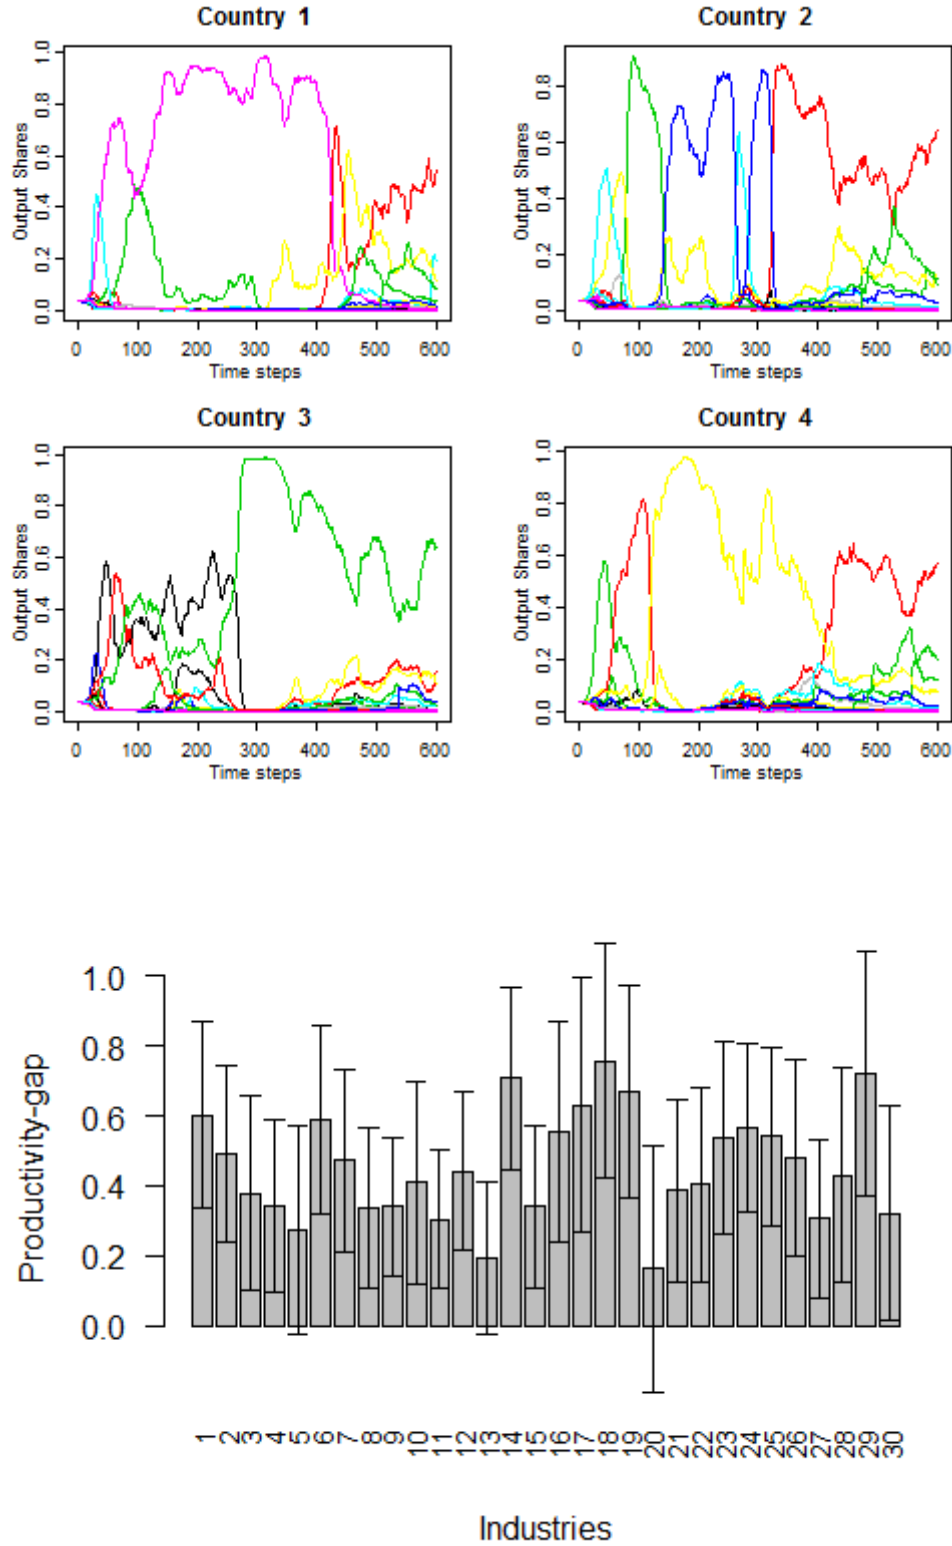 Country 1
Country 2
Output Shares
0.0 0.2 0.4 0.6 0.8 1.0
0 100 200 300 400 500 600
Time steps
Output Shares
0.0 0.2 0.4 0.6 0.8
0 100 200 300 400 500 600
Time steps
Country 3
Country 4
Output Shares
0.0 0.2 0.4 0.6 0.8 1.0
0 100 200 300 400 500 600
Time steps
Output Shares
0.0 0.2 0.4 0.6 0.8 1.0
0 100 200 300 400 500 600
Time steps
Productivity-gap
1.0
0.8
0.6
0.4
0.2
0.0
1 2 3 4 5 6 7 8 9 10 11 12 13 14 15 16 17 18 19 20 21 22 23 24 25 26 27 28 29 30
Industries